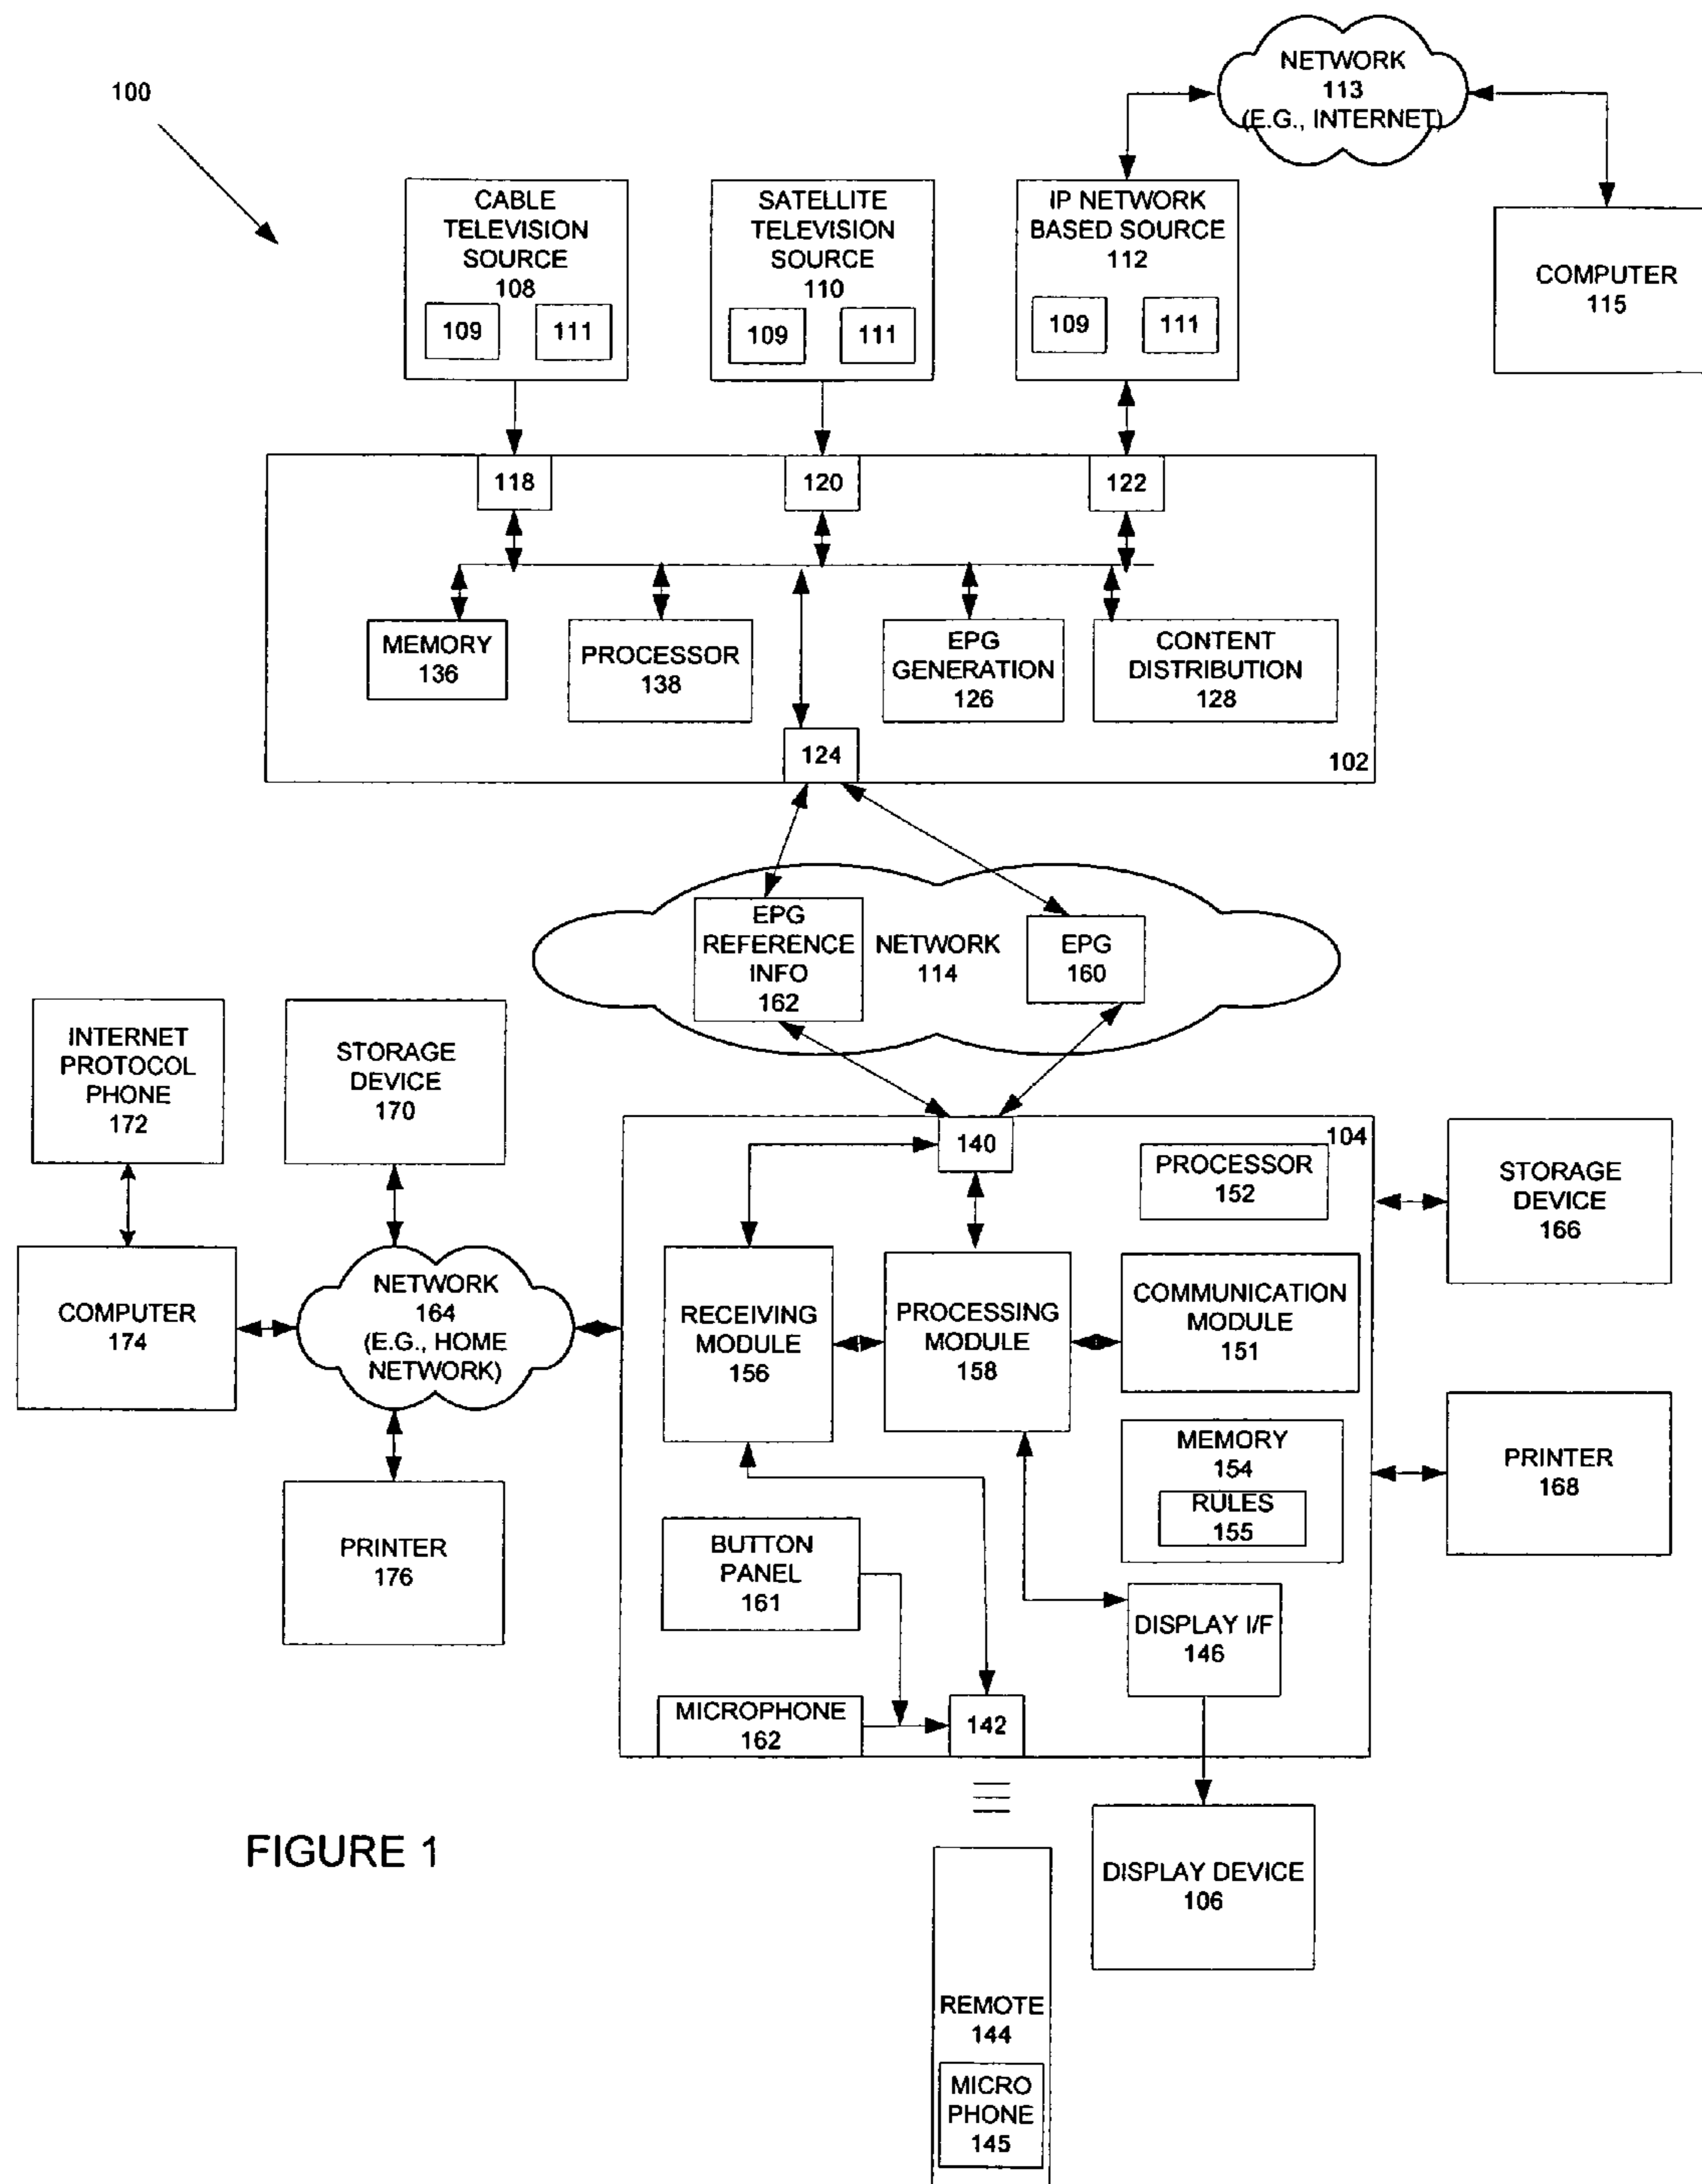 100
NETWORK
113
(E.G., INTERNET)
CABLE
TELEVISION
SOURCE
108
109
111
SATELLITE
TELEVISION
SOURCE
110
109
111
IP NETWORK
BASED SOURCE
112
109
111
COMPUTER
115
118
120
122
MEMORY
136
PROCESSOR
138
EPG
GENERATION
126
CONTENT
DISTRIBUTION
128
124
102
EPG
REFERENCE
INFO
162
NETWORK
114
EPG
160
INTERNET
PROTOCOL
PHONE
172
STORAGE
DEVICE
170
140
104
PROCESSOR
152
STORAGE
DEVICE
166
COMPUTER
174
NETWORK
164
(E.G., HOME
NETWORK)
RECEIVING
MODULE
156
PROCESSING
MODULE
158
COMMUNICATION
MODULE
151
MEMORY
154
RULES
155
PRINTER
168
PRINTER
176
BUTTON
PANEL
161
DISPLAY I/F
146
MICROPHONE
162
142
FIGURE 1
DISPLAY DEVICE
106
REMOTE
144
MICRO
PHONE
145